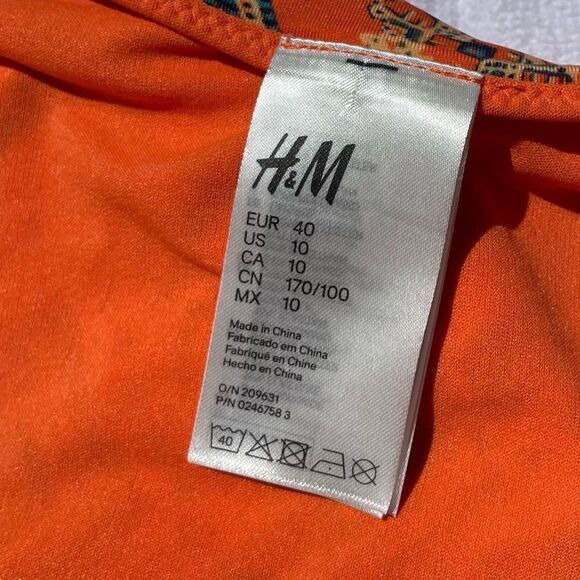 H&M
EUR 40
US 10
CA 10
CN 170/100
MX 10
Made in China
Fabricado em China
Fabriqué en Chine
Hecho en China
O/N 209631
P/N 0246758 3
40